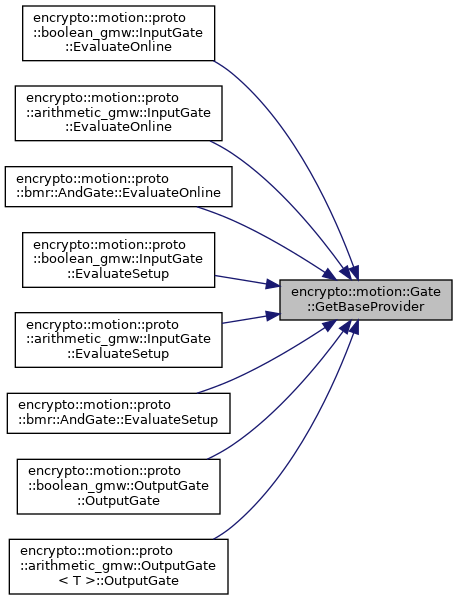 encrypto::motion::proto
::boolean_gmw::InputGate
::EvaluateOnline
encrypto::motion::proto
::arithmetic_gmw::InputGate
::EvaluateOnline
encrypto::motion::proto
::bmr::AndGate::EvaluateOnline
encrypto::motion::proto
::boolean_gmw::InputGate
::EvaluateSetup
encrypto::motion::Gate
::GetBaseProvider
encrypto::motion::proto
::arithmetic_gmw::InputGate
::EvaluateSetup
encrypto::motion::proto
::bmr::AndGate::EvaluateSetup
encrypto::motion::proto
::boolean_gmw::OutputGate
::OutputGate
encrypto::motion::proto
::arithmetic_gmw::OutputGate
< T >::OutputGate